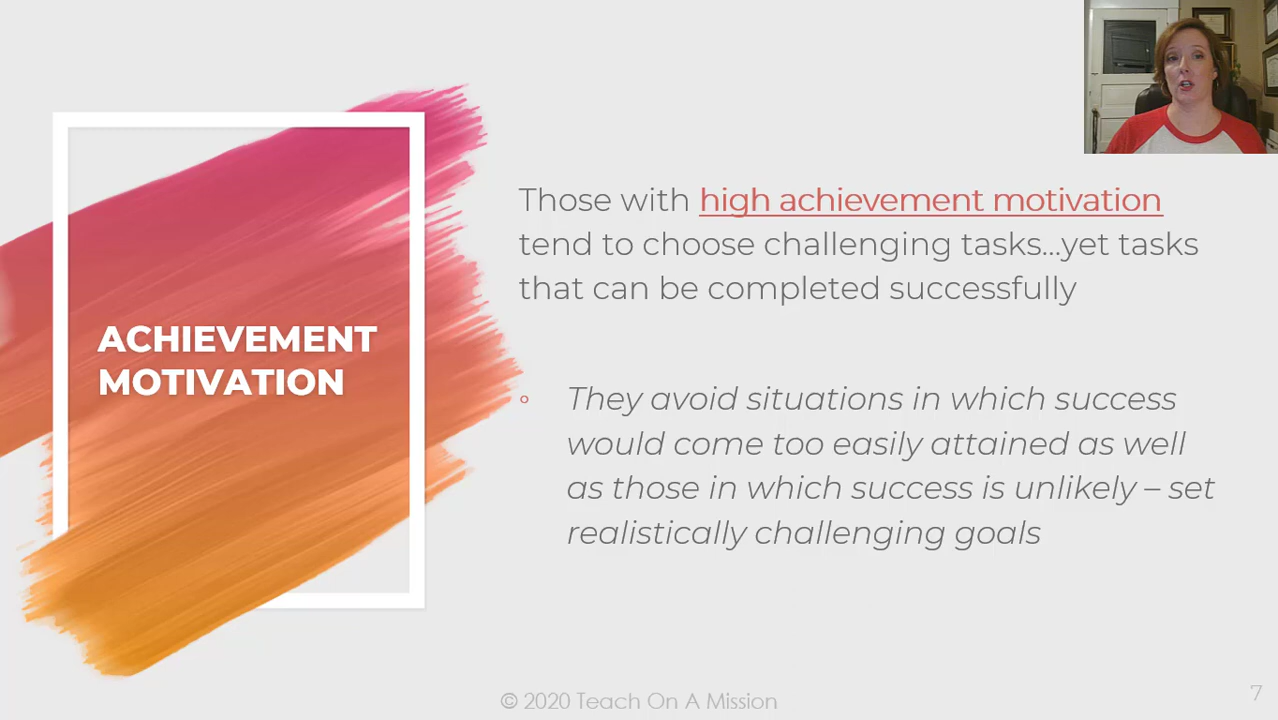 ACHIEVEMENT
MOTIVATION
Those with high achievement motivation
tend to choose challenging tasks...yet tasks
that can be completed successfully
They avoid situations in which success
would come too easily attained as well
as those in which success is unlikely – set
realistically challenging goals
© 2020 Teach On A Mission
7